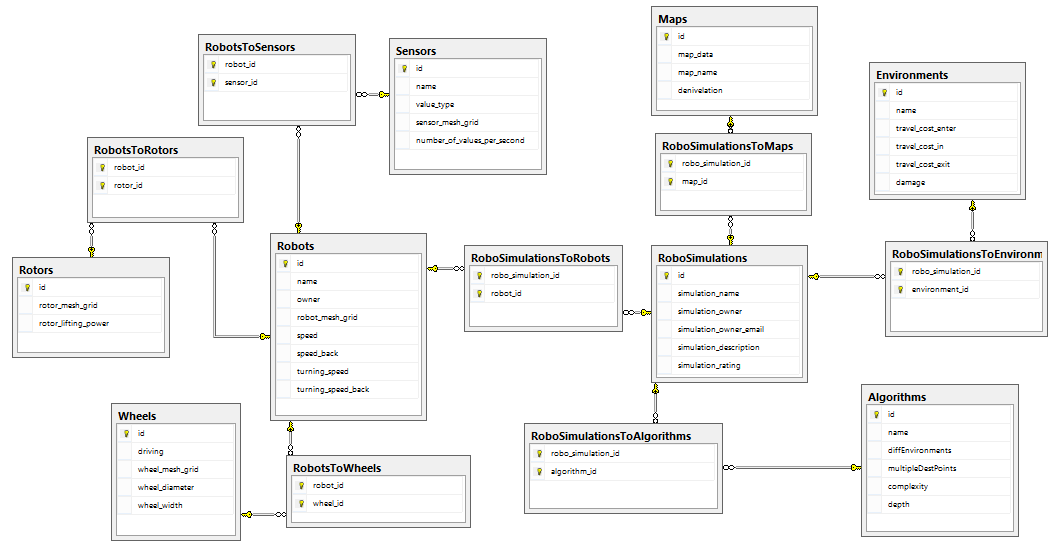 RobotsToSensors
robot_id
sensor_id
Sensors
id
name
value_type
sensor_mesh_grid
number_of_values_per_second
Maps
id
map_data
map_name
denivelation
Environments
id
name
travel_cost_enter
travel_cost_in
travel_cost_exit
damage
RobotsToRotors
robot_id
rotor_id
RoboSimulationsToMaps
robo_simulation_id
map_id
Rotors
id
rotor_mesh_grid
rotor_lifting_power
Robots
id
name
owner
robot_mesh_grid
speed
speed_back
turning_speed
turning_speed_back
RoboSimulationsToRobots
robo_simulation_id
robot_id
RoboSimulations
id
simulation_name
simulation_owner
simulation_owner_email
simulation_description
simulation_rating
RoboSimulationsToEnvironm
robo_simulation_id
environment_id
Wheels
id
driving
wheel_mesh_grid
wheel_diameter
wheel_width
RobotsToWheels
robot_id
wheel_id
RoboSimulationsToAlgorithms
robo_simulation_id
algorithm_id
Algorithms
id
name
diffEnvironments
multipleDestPoints
complexity
depth